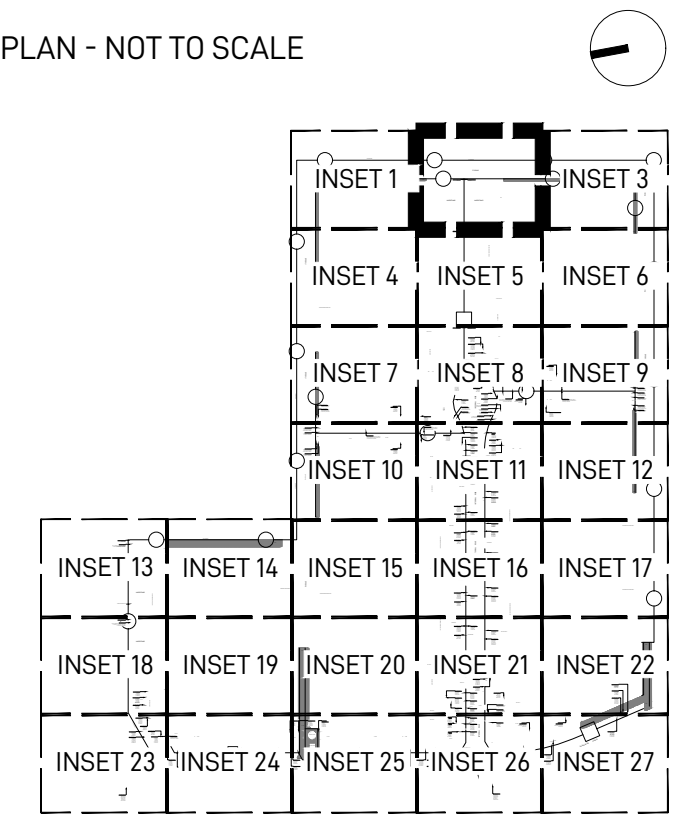 PLAN - NOT TO SCALE
INSET 1
INSET 3
INSET 4
INSET 5
INSET 6
INSET 7
INSET 8
INSET 9
INSET 10
INSET 11
INSET 12
INSET 13
INSET 14
INSET 15
INSET 16
INSET 17
INSET 18
INSET 19
INSET 20
INSET 21
INSET 22
INSET 23
INSET 24
INSET 25
INSET 26
INSET 27